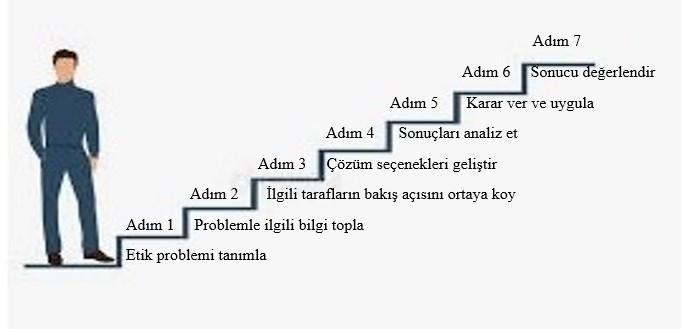 Adım 7
Adım 6 Sonucu değerlendir
Adım 5 Karar ver ve uygula
Adım 4 Sonuçları analiz et
Adım 3 Çözüm seçenekleri geliştir
Adım 2 İlgili tarafların bakış açısını ortaya koy
Adım 1 Problemle ilgili bilgi topla
Etik problemi tanımla